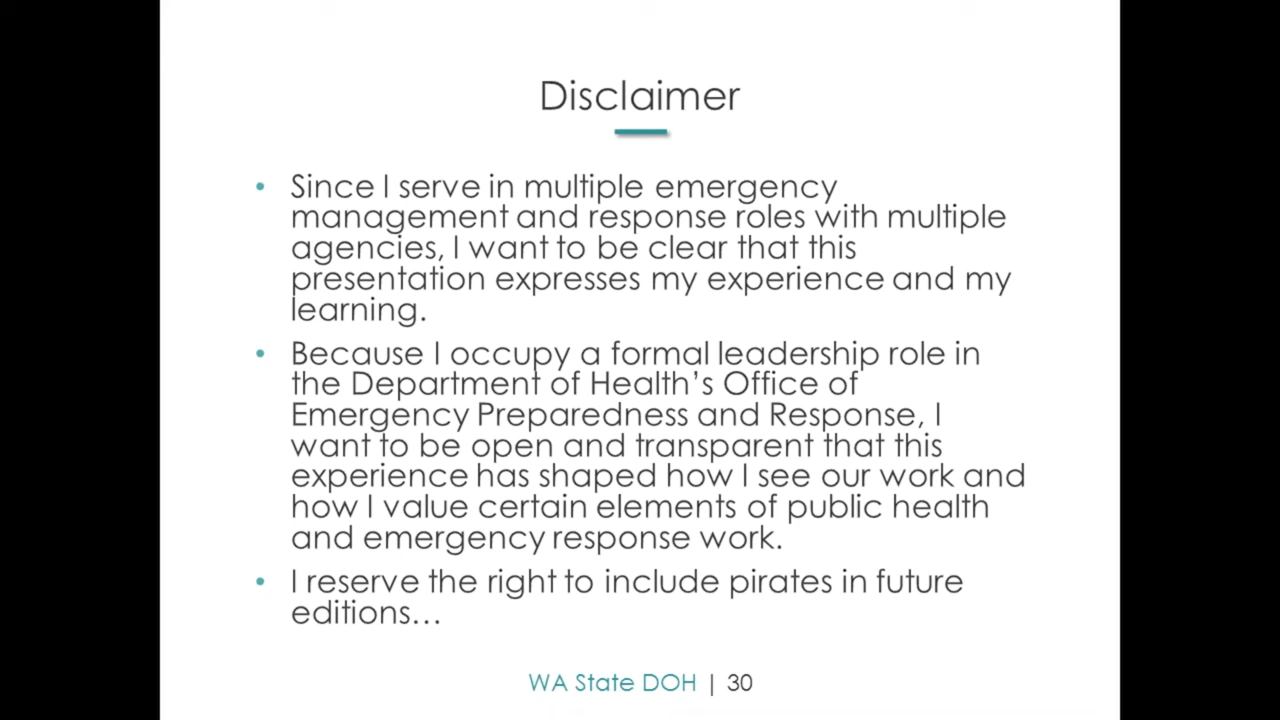 Disclaimer
• Since I serve in multiple emergency
management and response roles with multiple
agencies, I want to be clear that this
presentation expresses my experience and my
learning.
• Because I occupy a formal leadership role in
the Department of Health’s Office of
Emergency Preparedness and Response, I
want to be open and transparent that this
experience has shaped how I see our work and
how I value certain elements of public health
and emergency response work.
• I reserve the right to include pirates in future
editions…
WA State DOH | 30